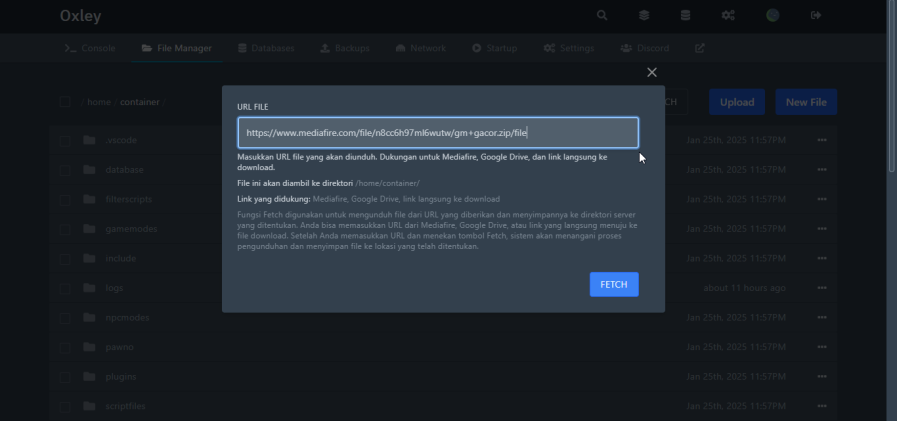 Oxley
Console
File Manager
Databases
Backups
Network
Startup
Settings
Discord
/ home / container /
CH
Upload
New File
URL FILE
https://www.mediafire.com/file/n8cc6h97ml6wutw/gm+gacor.zip/file
Masukkan URL file yang akan diunduh. Dukungan untuk Mediafire, Google Drive, dan link langsung ke
download.
File ini akan diambil ke direktori /home/container/
Link yang didukung: Mediafire, Google Drive, link langsung ke download
Fungsi Fetch digunakan untuk mengunduh file dari URL yang diberikan dan menyimpannya ke direktori server
yang ditentukan. Anda bisa memasukkan URL dari Mediafire, Google Drive, atau link yang langsung menuju ke
file download. Setelah Anda memasukkan URL dan menekan tombol Fetch, sistem akan menangani proses
pengunduhan dan menyimpan file ke lokasi yang telah ditentukan.
FETCH
.vscode
Jan 25th, 2025 11:57PM
database
Jan 25th, 2025 11:57PM
filterscripts
Jan 25th, 2025 11:57PM
gamemodes
Jan 25th, 2025 11:57PM
include
Jan 25th, 2025 11:57PM
logs
about 11 hours ago
npcmodes
Jan 25th, 2025 11:57PM
pawno
Jan 25th, 2025 11:57PM
plugins
Jan 25th, 2025 11:57PM
scriptfiles
Jan 25th, 2025 11:57PM